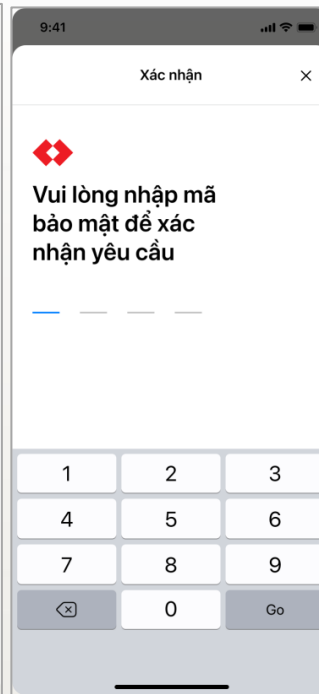 9:41
Xác nhận
Vui lòng nhập mã
bảo mật để xác
nhận yêu cầu
1 2 3
4 5 6
7 8 9
0 Go